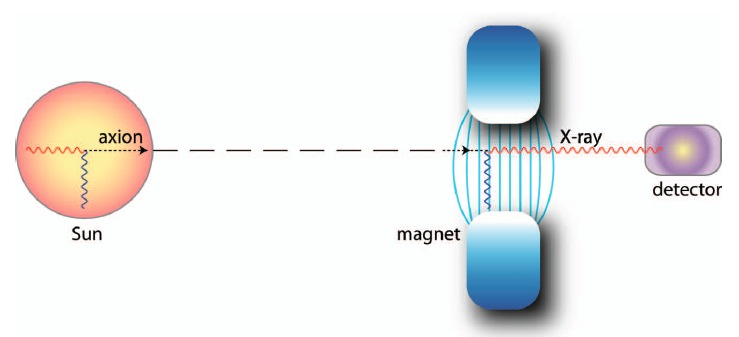 axion
X-ray
detector
Sun
magnet